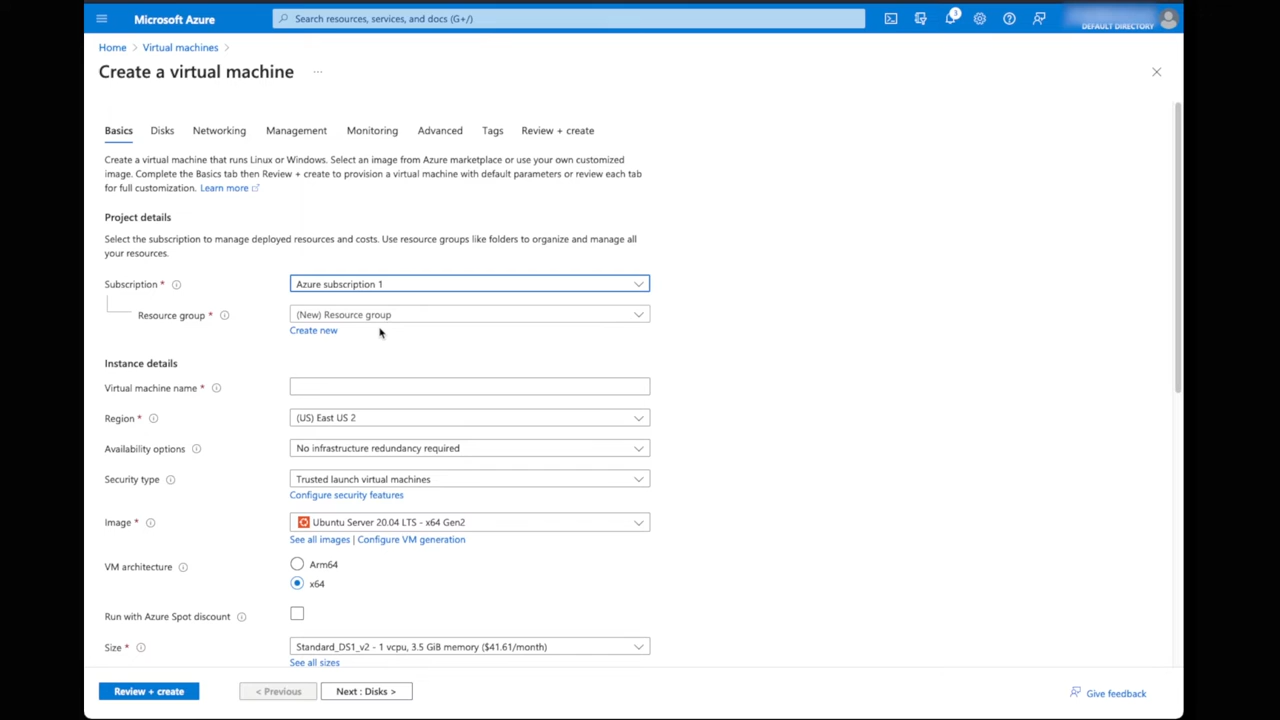 Microsoft Azure
Search resources, services, and docs (G+/)
3
DEFAULT DIRECTORY
Home > Virtual machines >
Create a virtual machine ...
Basics Disks Networking Management Monitoring Advanced Tags Review + create
Create a virtual machine that runs Linux or Windows. Select an image from Azure marketplace or use your own customized
image. Complete the Basics tab then Review + create to provision a virtual machine with default parameters or review each tab
for full customization. Learn more
Project details
Select the subscription to manage deployed resources and costs. Use resource groups like folders to organize and manage all
your resources.
Subscription * Azure subscription 1
Resource group * (New) Resource group
Create new
Instance details
Virtual machine name *
Region * (US) East US 2
Availability options No infrastructure redundancy required
Security type Trusted launch virtual machines
Configure security features
Image * Ubuntu Server 20.04 LTS - x64 Gen2
See all images | Configure VM generation
VM architecture Arm64
x64
Run with Azure Spot discount
Size * Standard_DS1_v2 - 1 vcpu, 3.5 GiB memory ($41.61/month)
See all sizes
Review + create < Previous Next : Disks > Give feedback